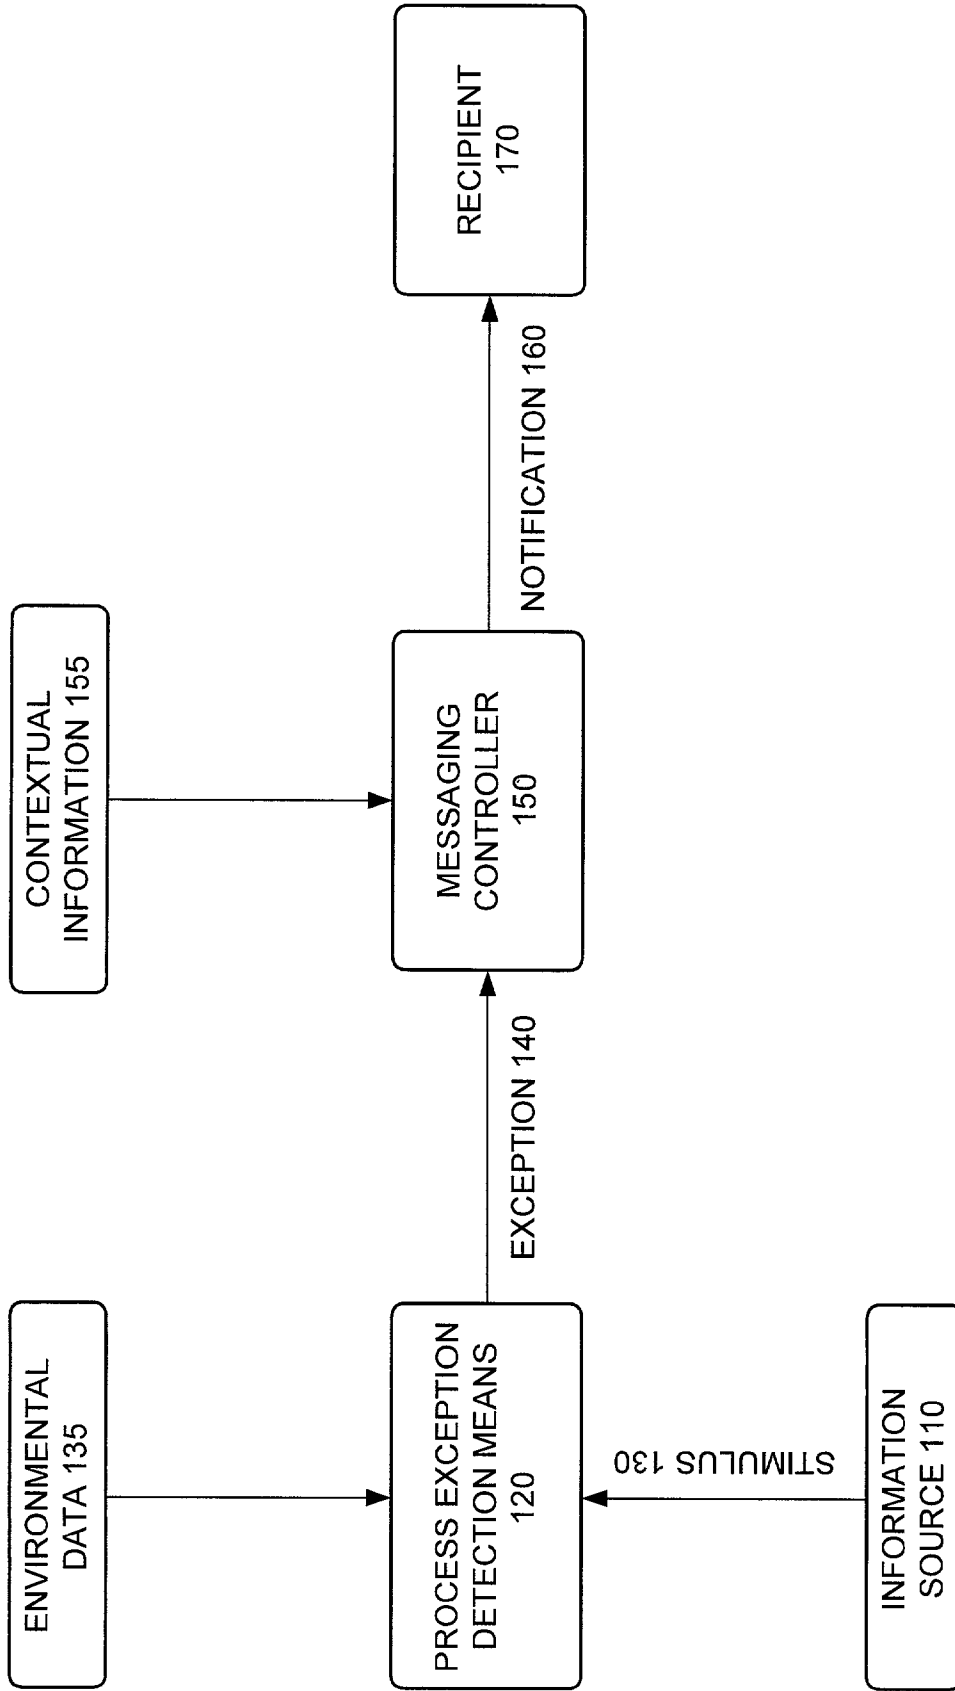 ENVIRONMENTAL
DATA 135
CONTEXTUAL
INFORMATION 155
PROCESS EXCEPTION
DETECTION MEANS
120
EXCEPTION 140
MESSAGING
CONTROLLER
150
NOTIFICATION 160
RECIPIENT
170
STIMULUS 130
INFORMATION
SOURCE 110